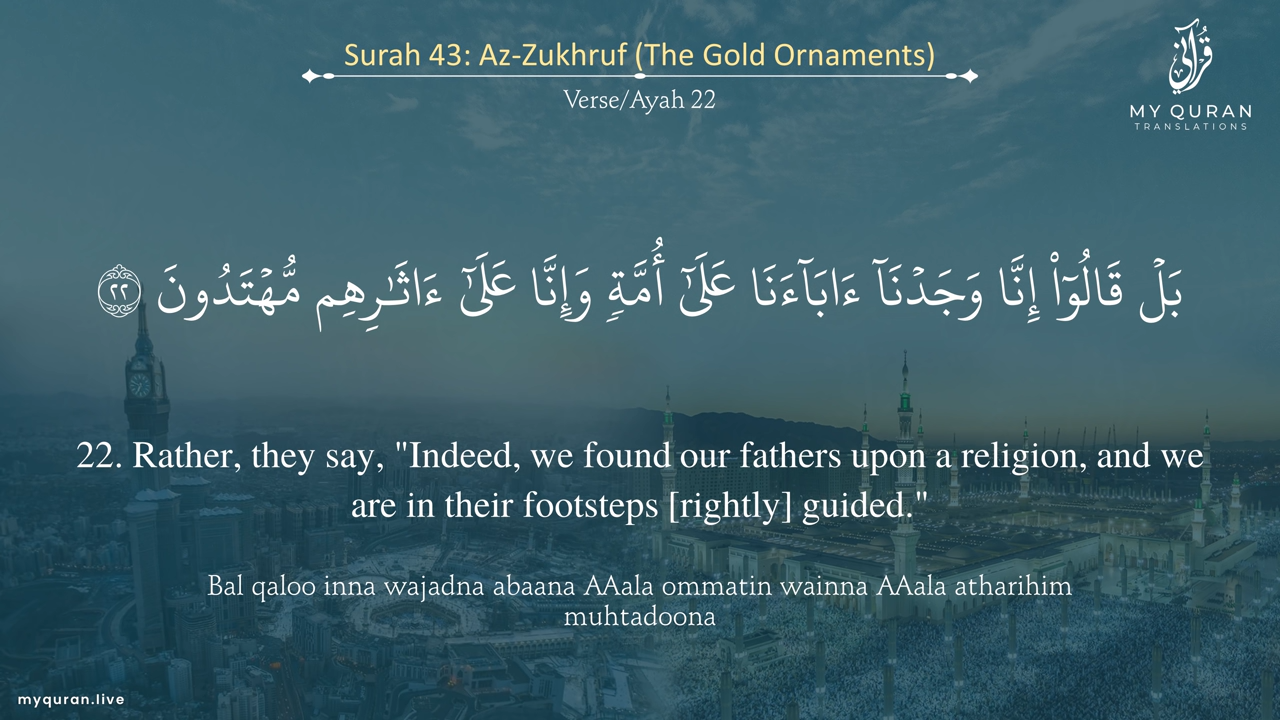 Surah 43: Az-Zukhruf (The Gold Ornaments)
Verse/Ayah 22
قرآني
MY QURAN
TRANSLATIONS
بَلْ قَالُوٓا۟ إِنَّا وَجَدْنَآ ءَابَآءَنَا عَلَىٰٓ أُمَّةٍ وَإِنَّا عَلَىٰٓ ءَاثَـٰرِهِم مُّهْتَدُونَ ٢٢
22. Rather, they say, "Indeed, we found our fathers upon a religion, and we
are in their footsteps [rightly] guided."
Bal qaloo inna wajadna abaana AAala ommatin wainna AAala atharihim
muhtadoona
myquran.live